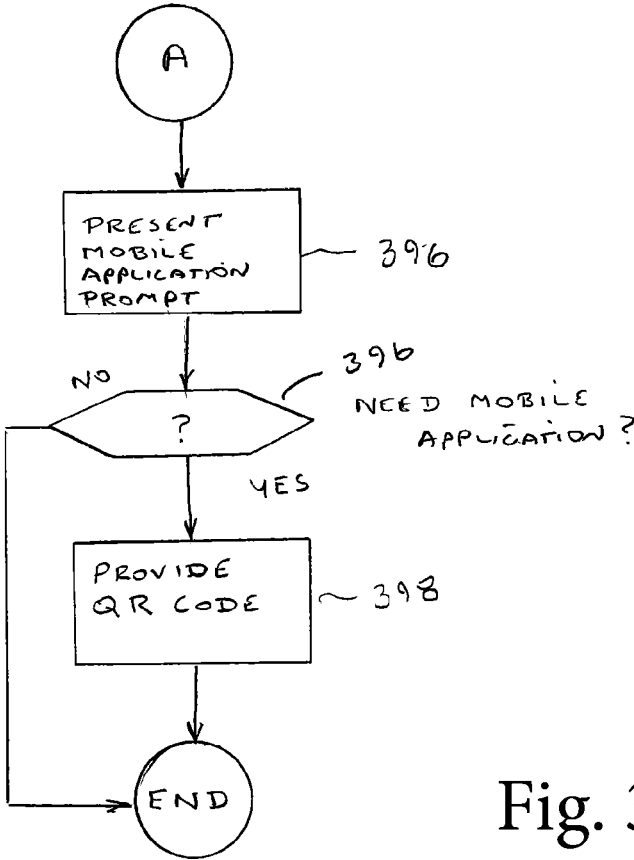 A
PRESENT
MOBILE
APPLICATION
PROMPT
396
NO
396
NEED MOBILE
APPLICATION?
?
YES
PROVIDE
QR CODE
398
END
Fig. 3